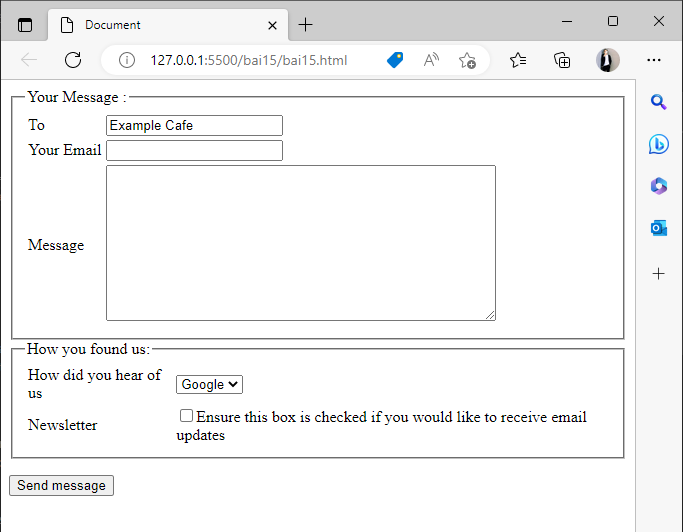 Document
127.0.0.1:5500/bai15/bai15.html
Your Message :
To
Example Cafe
Your Email
Message
How you found us:
How did you hear of
us
Google
Newsletter
Ensure this box is checked if you would like to receive email
updates
Send message